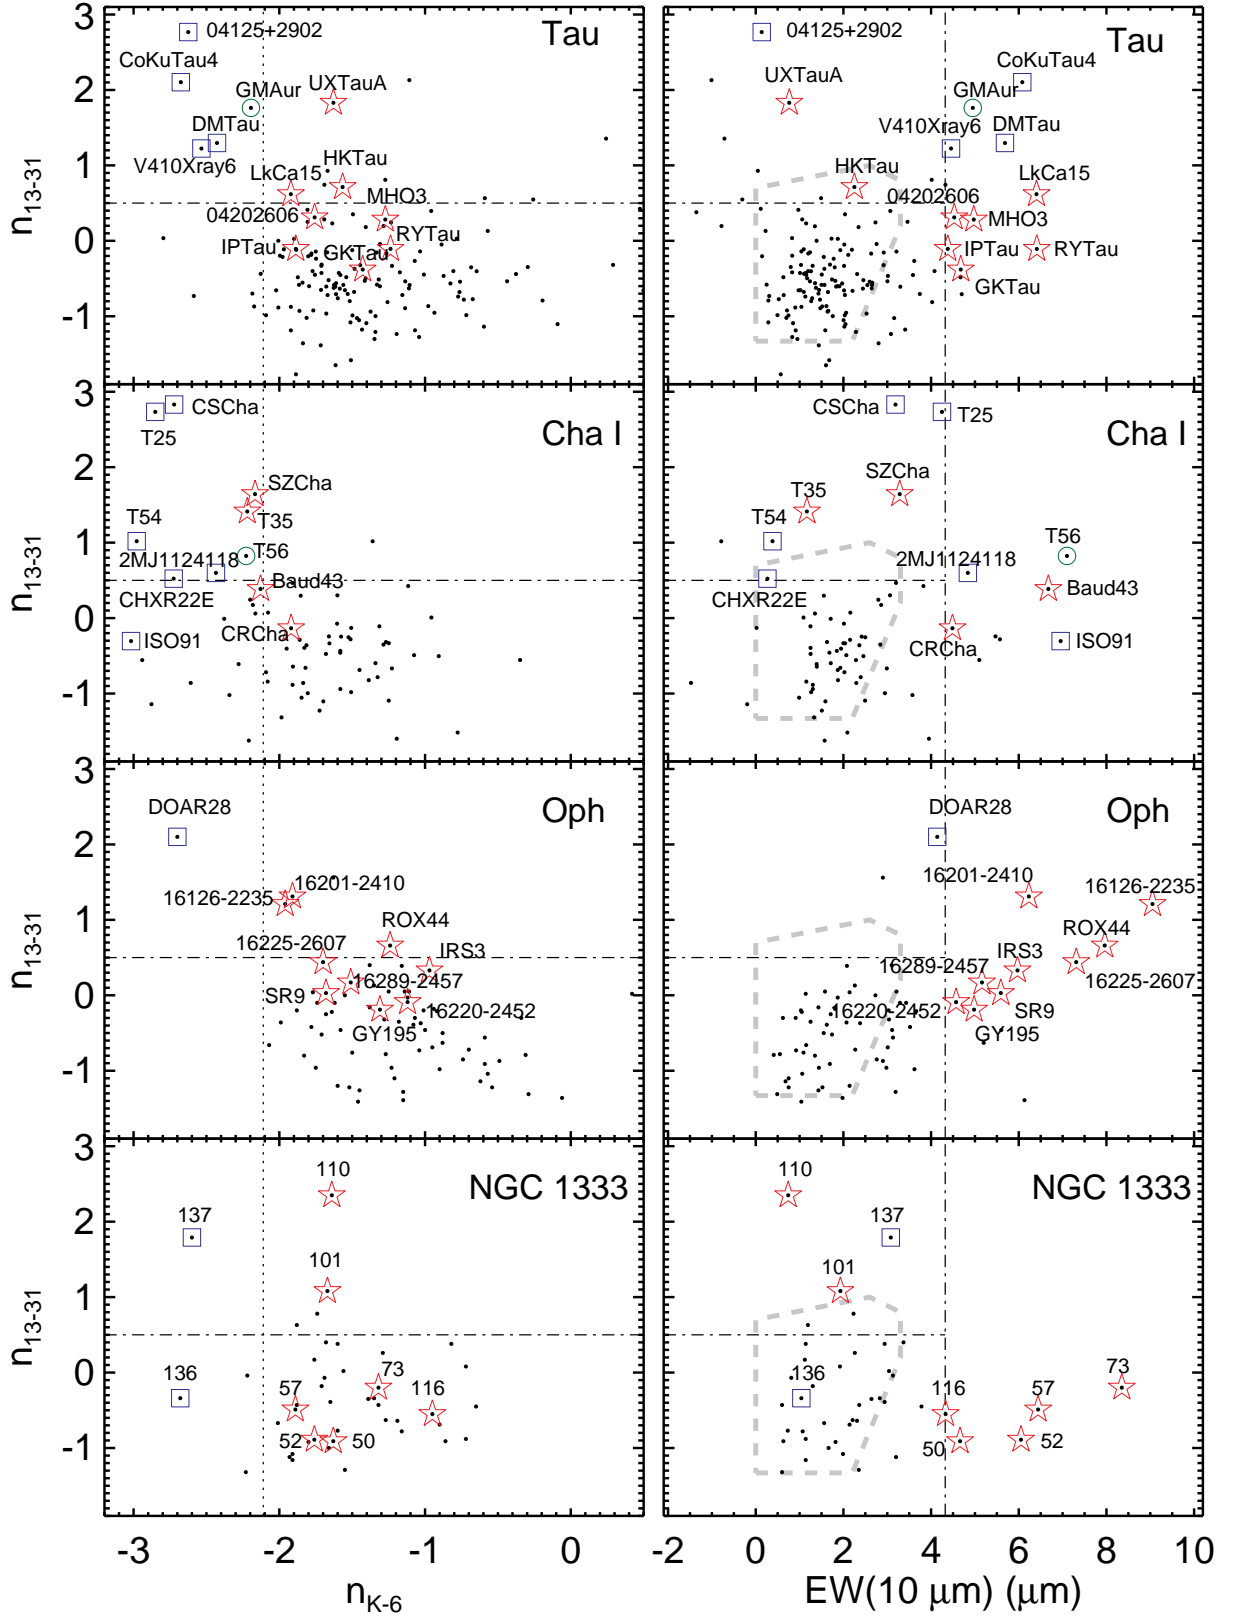 3
04125+2902
Tau
CoKuTau4
2
UXTauA
GMAur
DMTau
V410Xray6
1
LkCa15
HKTau
MHO3
04202606
n13-31
0
IPTau
GKTau
RYTau
-1
04125+2902
Tau
CoKuTau4
UXTauA
GMAur
V410Xray6
DMTau
HKTau
LkCa15
04202606
MHO3
IPTau
RYTau
GKTau
3
CSCha
T25
Cha I
2
SZCha
T35
T54
1
2MJ1124118
T56
Baud43
CHXR22E
n13-31
0
ISO91
CRCha
-1
CSCha
T25
Cha I
SZCha
T35
T54
T56
2MJ1124118
CHXR22E
Baud43
CRCha
ISO91
3
DOAR28
Oph
2
16201-2410
16126-2235
1
ROX44
16225-2607
IRS3
n13-31
16289-2457
SR9
0
16220-2452
GY195
-1
DOAR28
Oph
16201-2410
16126-2235
ROX44
IRS3
16289-2457
16225-2607
16220-2452
SR9
GY195
3
110
NGC 1333
137
2
101
1
n13-31
0
136
57
73
116
52
50
-1
110
NGC 1333
137
101
136
73
116
57
50
52
-3
-2
-1
0
nK-6
-2
0
2
4
6
8
10
EW(10 μm) (μm)